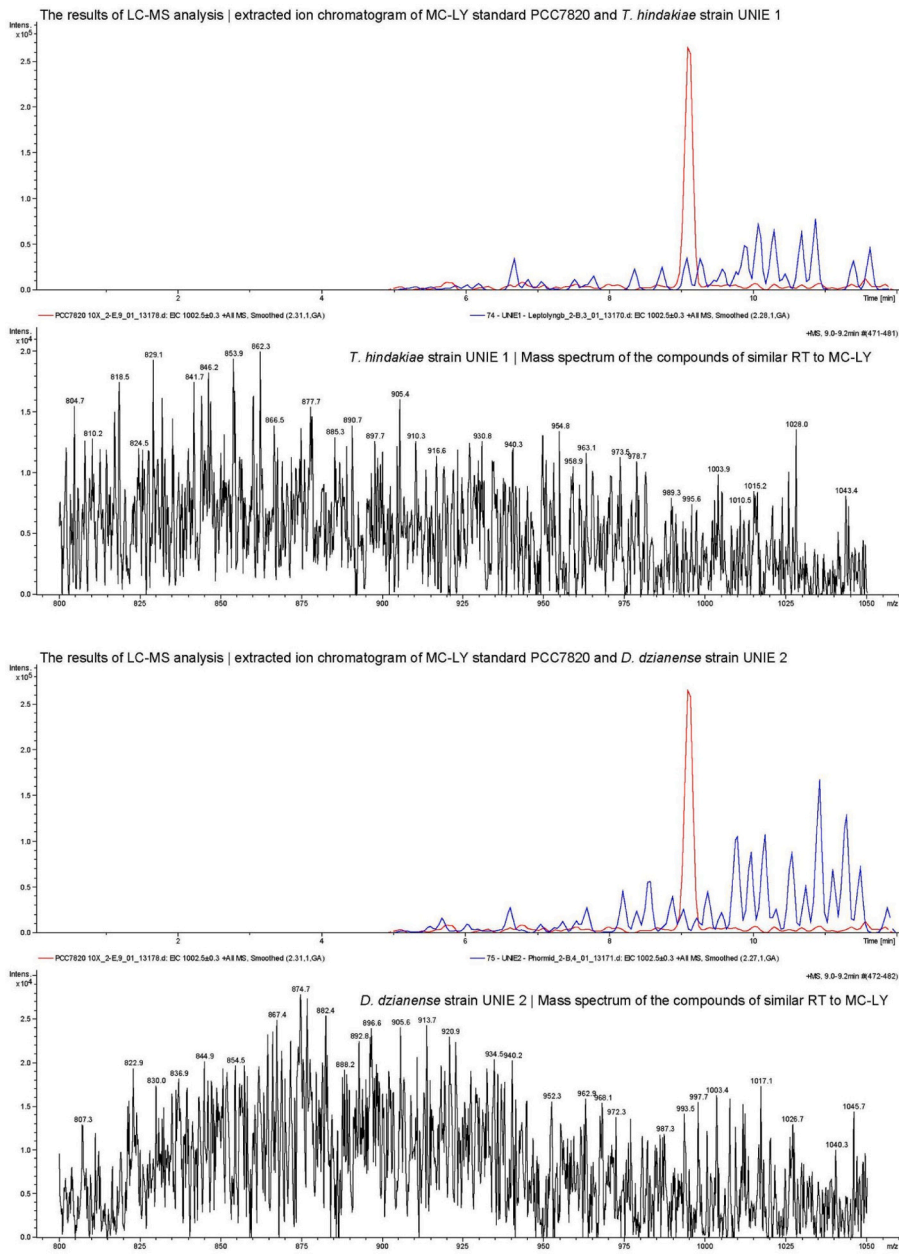 The results of LC-MS analysis | extracted ion chromatogram of MC-LY standard PCC7820 and T. hindakiae strain UNIE 1
Intens.
x10⁵
2.5
2.0
1.5
1.0
0.5
0.0
2 4 6 8 10 Time [min]
PCC7820 10X_2-E,9_01_13178.d: EIC 1002.5±0.3 +All MS, Smoothed (2.31,1,GA) 74 - UNIE1 - Leptolyngb_2-B,3_01_13170.d: EIC 1002.5±0.3 +All MS, Smoothed (2.28,1,GA)
Intens.
x10⁴
+MS, 9.0-9.2min #(471-481)
T. hindakiae strain UNIE 1 | Mass spectrum of the compounds of similar RT to MC-LY
2.0
1.5
1.0
0.5
0.0
804.7 810.2 818.5 824.5 829.1 841.7 846.2 853.9 862.3 866.5 877.7 885.3 890.7 897.7 905.4 910.3 916.6 930.8 940.3 954.8 958.9 963.1 973.5 978.7 989.3 995.6 1003.9 1010.5 1015.2 1028.0 1043.4
800 825 850 875 900 925 950 975 1000 1025 1050 m/z
The results of LC-MS analysis | extracted ion chromatogram of MC-LY standard PCC7820 and D. dzianense strain UNIE 2
Intens.
x10⁵
2.5
2.0
1.5
1.0
0.5
0.0
2 4 6 8 10 Time [min]
PCC7820 10X_2-E,9_01_13178.d: EIC 1002.5±0.3 +All MS, Smoothed (2.31,1,GA) 75 - UNIE2 - Phormid_2-B,4_01_13171.d: EIC 1002.5±0.3 +All MS, Smoothed (2.27,1,GA)
Intens.
x10⁴
+MS, 9.0-9.2min #(472-482)
D. dzianense strain UNIE 2 | Mass spectrum of the compounds of similar RT to MC-LY
2.5
2.0
1.5
1.0
0.5
0.0
807.3 822.9 830.0 836.9 844.9 854.5 867.4 874.7 882.4 888.2 892.8 896.6 905.6 913.7 920.9 934.5 940.2 952.3 962.9 968.1 972.3 987.3 993.5 997.7 1003.4 1017.1 1026.7 1040.3 1045.7
800 825 850 875 900 925 950 975 1000 1025 1050 m/z